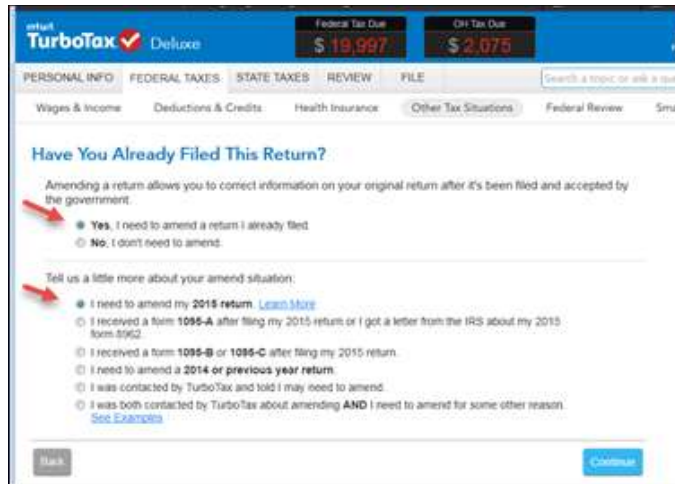 intuit
TurboTax Deluxe
Federal Tax Due
$ 19,997
OH Tax Due
$ 2,075
PERSONAL INFO FEDERAL TAXES STATE TAXES REVIEW FILE
Search a topic or ask a
Wages & Income Deductions & Credits Health Insurance Other Tax Situations Federal Review
Have You Already Filed This Return?
Amending a return allows you to correct information on your original return after it's been filed and accepted by
the government.
Yes, I need to amend a return I already filed.
No, I don't need to amend.
Tell us a little more about your amend situation:
I need to amend my 2015 return. Learn More
I received a form 1095-A after filing my 2015 return or I got a letter from the IRS about my 2015
form 8962.
I received a form 1095-B or 1095-C after filing my 2015 return.
I need to amend a 2014 or previous year return.
I was contacted by TurboTax and told I may need to amend.
I was both contacted by TurboTax about amending AND I need to amend for some other reason.
See Examples
Back
Continue